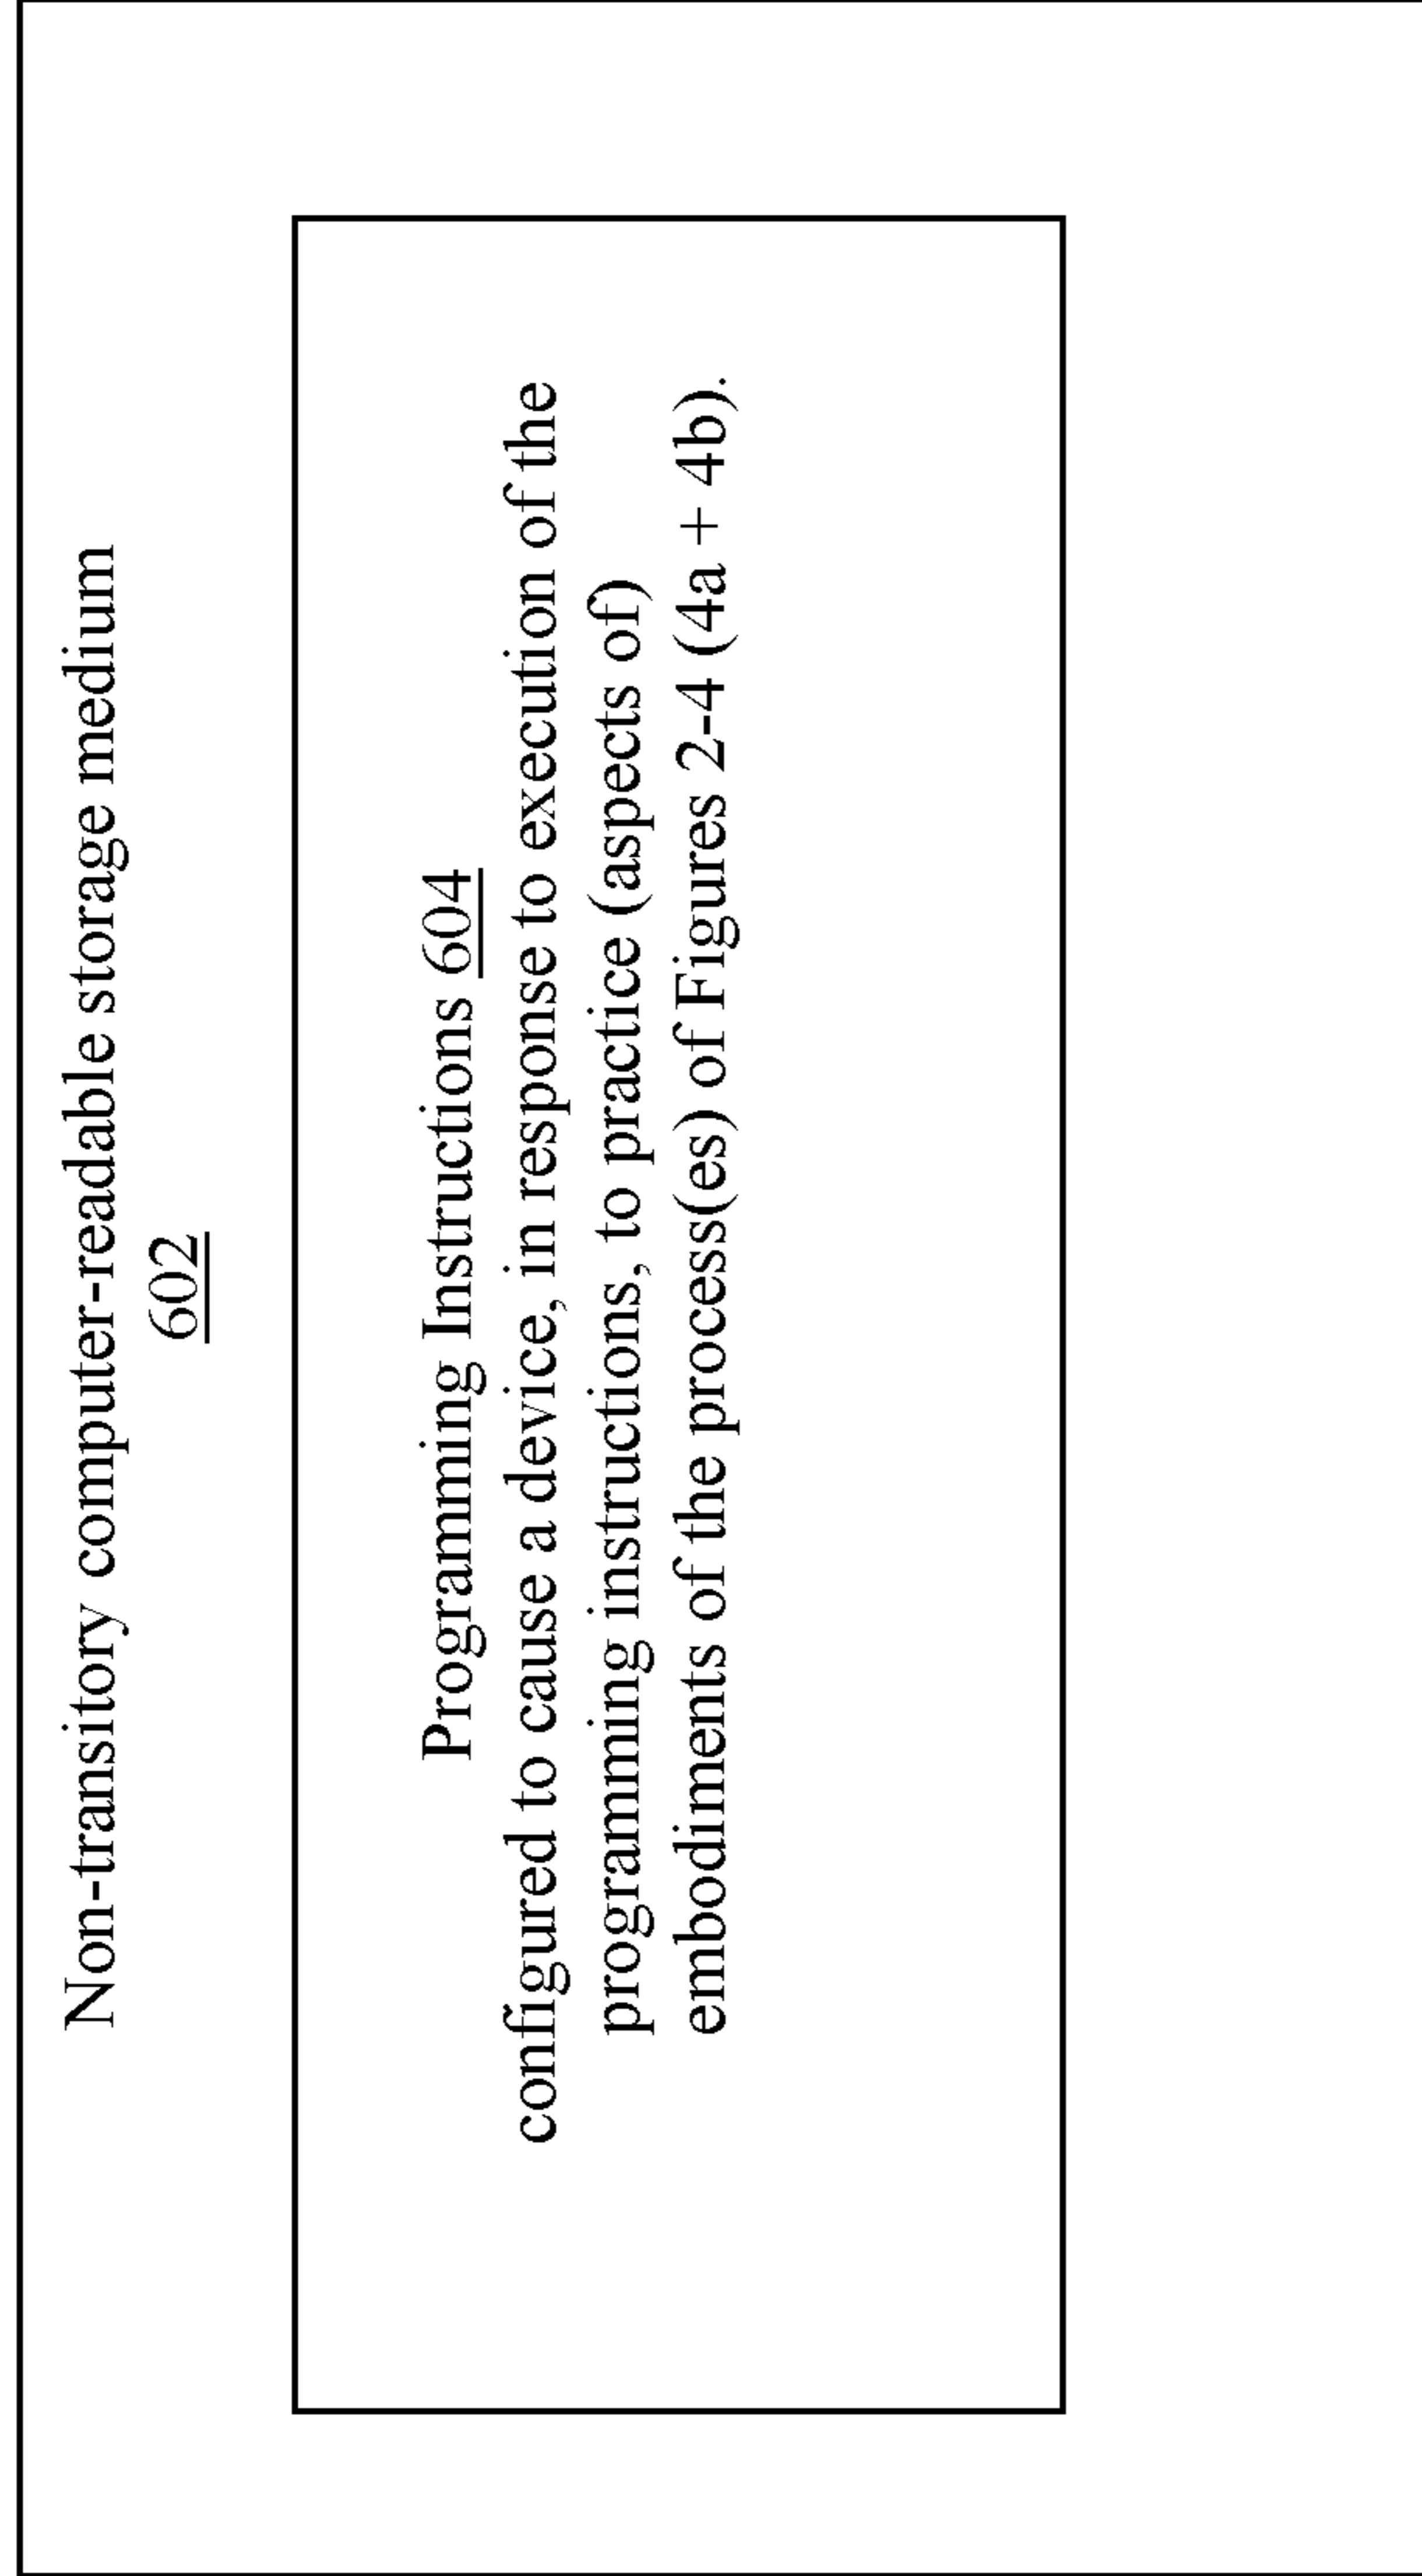 Non-transitory computer-readable storage medium
602
Programming Instructions 604
configured to cause a device, in response to execution of the
programming instructions, to practice (aspects of)
embodiments of the process(es) of Figures 2-4 (4a + 4b).